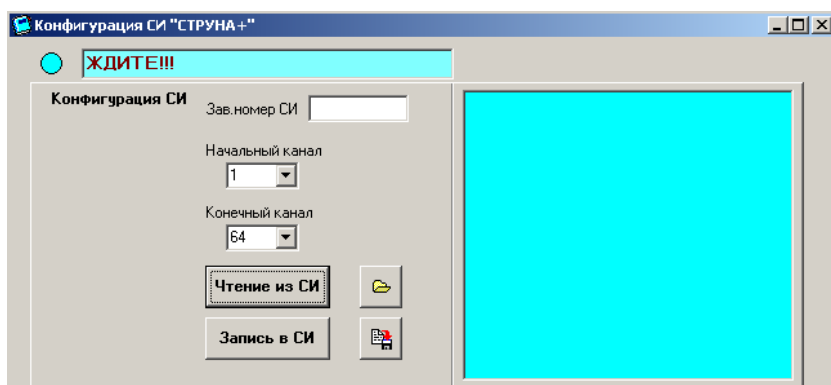 Конфигурация СИ "СТРУНА+"
ЖДИТЕ!!!
Конфигурация СИ
Зав.номер СИ
Начальный канал
1
Конечный канал
64
Чтение из СИ
Запись в СИ